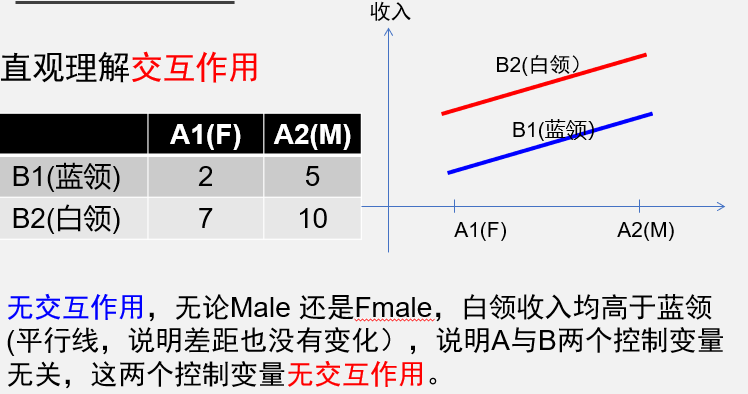 收入
直观理解交互作用
A1(F) A2(M)
B1(蓝领) 2 5
B2(白领) 7 10
B2(白领）
B1(蓝领)
A1(F) A2(M)
无交互作用，无论Male 还是Fmale，白领收入均高于蓝领
(平行线，说明差距也没有变化），说明A与B两个控制变量
无关，这两个控制变量无交互作用。